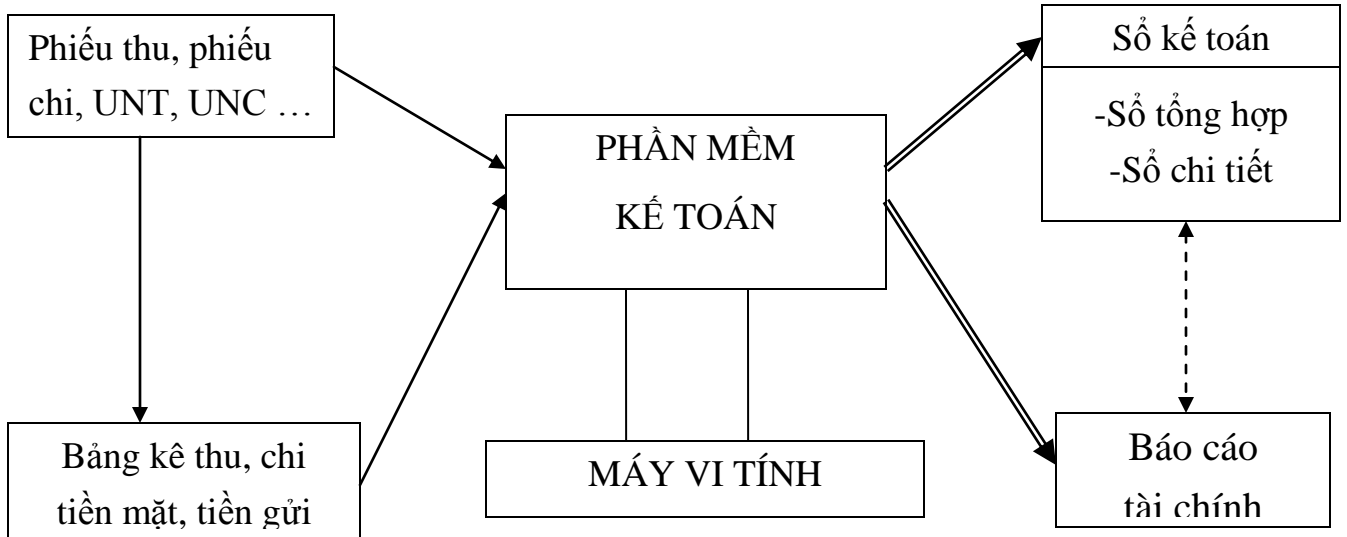 Phiếu thu, phiếu
chi, UNT, UNC …
Bảng kê thu, chi
tiền mặt, tiền gửi
PHẦN MỀM
KẾ TOÁN
MÁY VI TÍNH
Sổ kế toán
-Sổ tổng hợp
-Sổ chi tiết
Báo cáo
tài chính